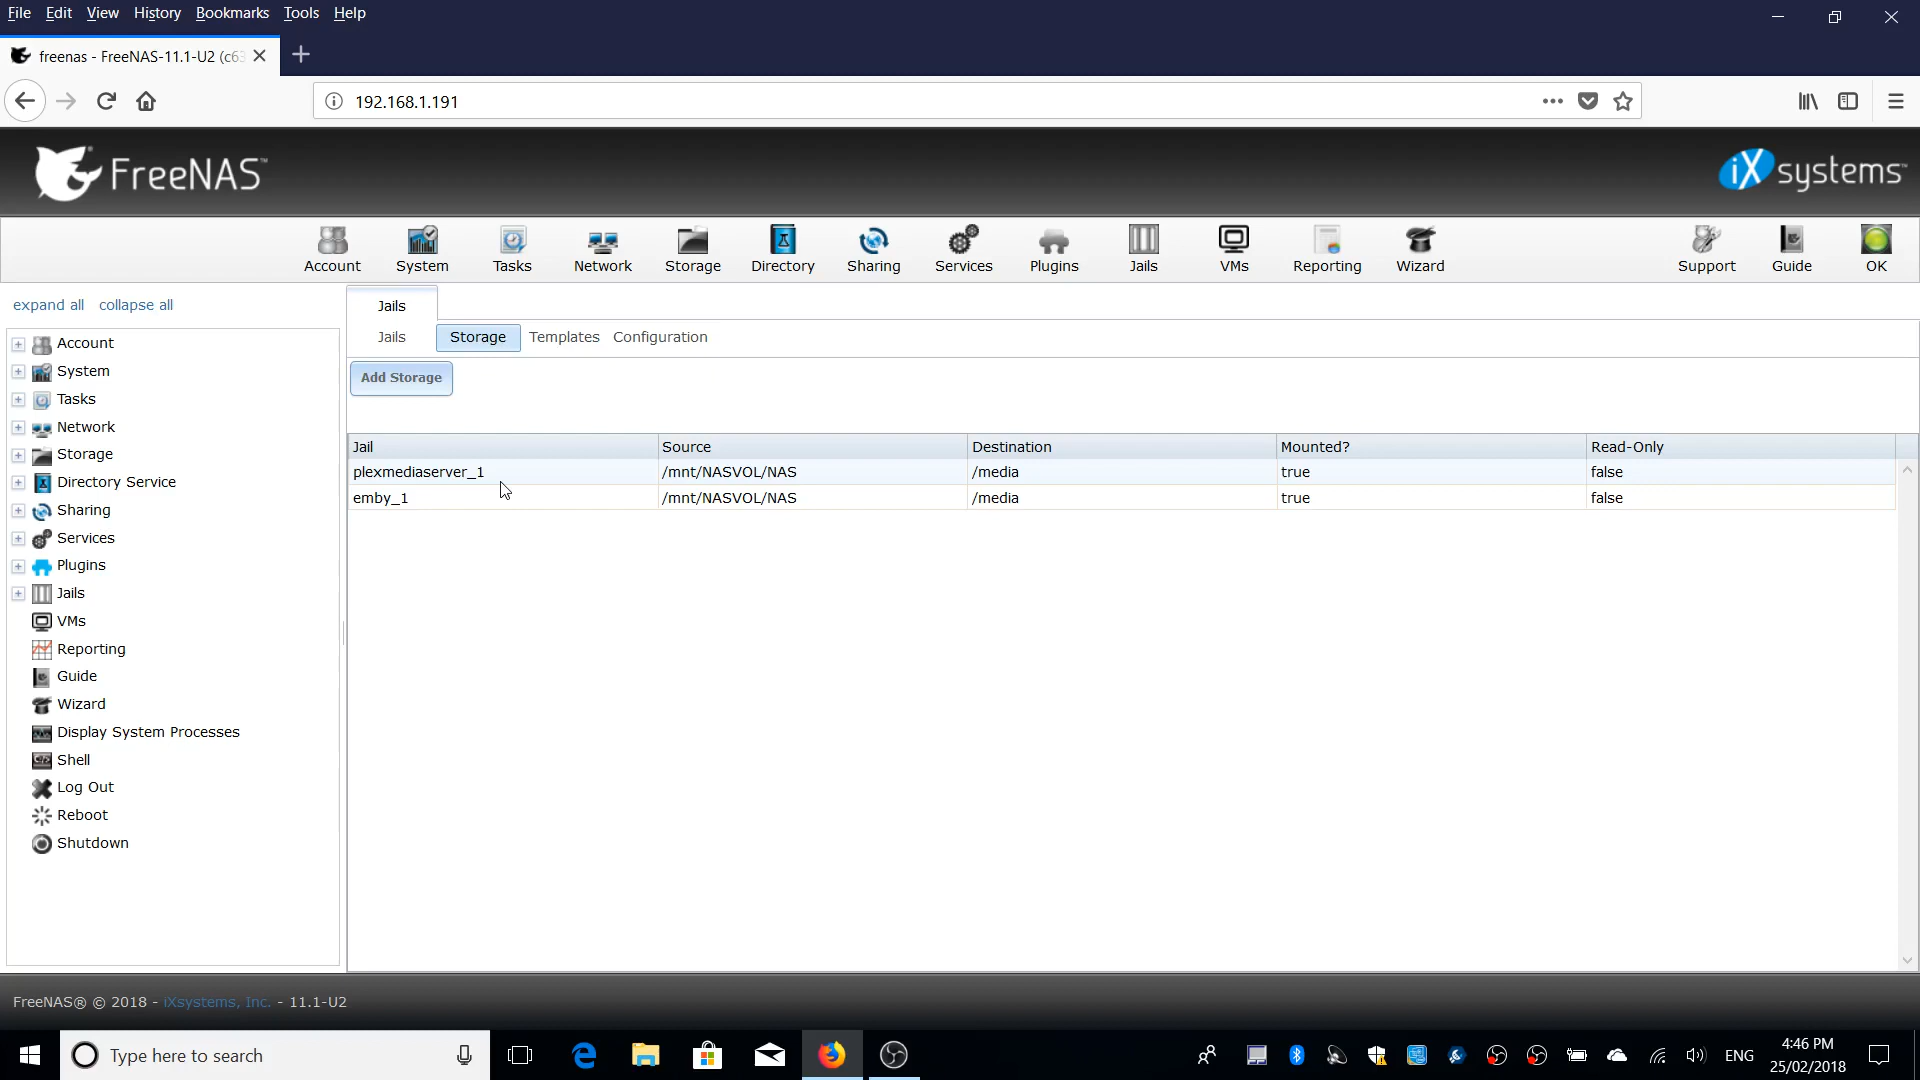 File Edit View History Bookmarks Tools Help
freenas - FreeNAS-11.1-U2 (c63
192.168.1.191
FreeNAS™
iX systems™
Account System Tasks Network Storage Directory Sharing Services Plugins Jails VMs Reporting Wizard Support Guide OK
expand all collapse all
Jails
Jails Storage Templates Configuration
Add Storage
Account
System
Tasks
Network
Storage
Directory Service
Sharing
Services
Plugins
Jails
VMs
Reporting
Guide
Wizard
Display System Processes
Shell
Log Out
Reboot
Shutdown
Jail Source Destination Mounted? Read-Only
plexmediaserver_1 /mnt/NASVOL/NAS /media true false
emby_1 /mnt/NASVOL/NAS /media true false
FreeNAS® © 2018 - iXsystems, Inc. - 11.1-U2
Type here to search
ENG
4:46 PM
25/02/2018